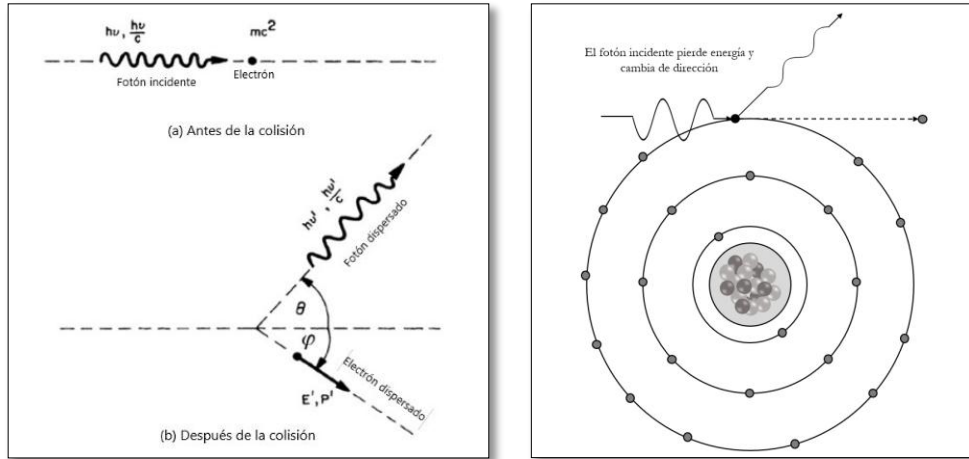 hν, hν/c
mc²
Electrón
Fotón incidente
(a) Antes de la colisión
hν', hν'/c
Fotón dispersado
θ
φ
Electrón dispersado
E', P'
(b) Después de la colisión
El fotón incidente pierde energía y
cambia de dirección